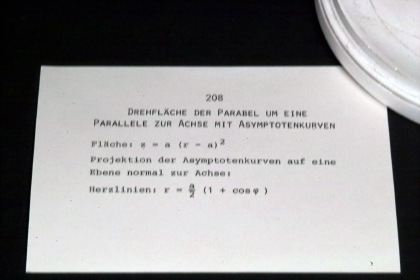 208
DREHFLÄCHE DER PARABEL UM EINE
PARALLELE ZUR ACHSE MIT ASYMPTOTENKURVEN
Fläche: z = a (r - a)²
Projektion der Asymptotenkurven auf eine
Ebene normal zur Achse:
Herzlinien: r = a/2 (1 + cos φ )